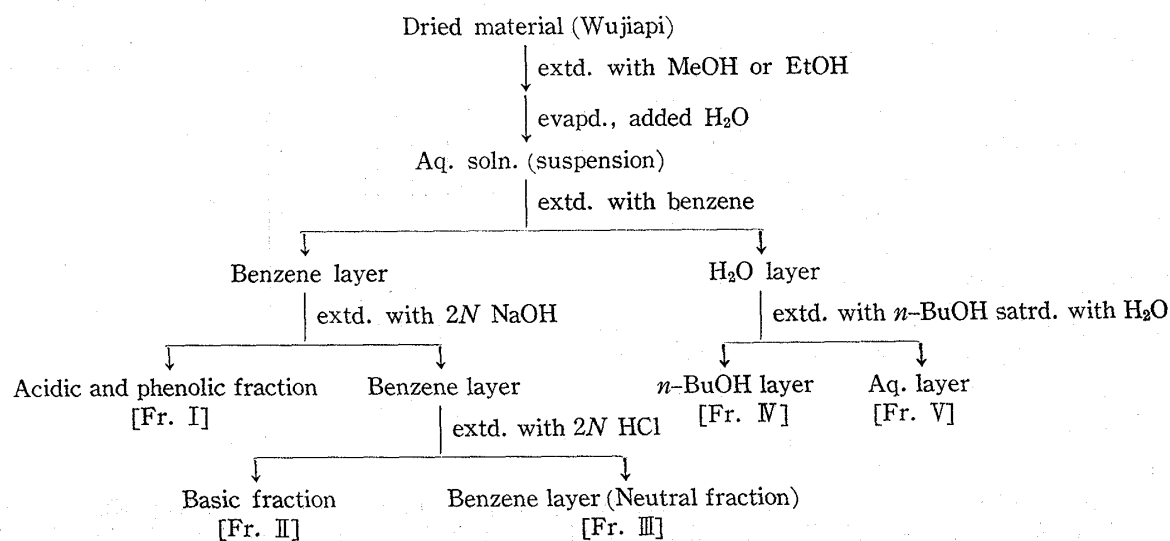 Dried material (Wujiapi)
extd. with MeOH or EtOH
evapd., added H₂O
Aq. soln. (suspension)
extd. with benzene
Benzene layer
H₂O layer
extd. with 2N NaOH
extd. with n-BuOH satrd. with H₂O
Acidic and phenolic fraction
[Fr. Ⅰ]
Benzene layer
n-BuOH layer
[Fr. Ⅳ]
Aq. layer
[Fr. Ⅴ]
extd. with 2N HCl
Basic fraction
[Fr. Ⅱ]
Benzene layer (Neutral fraction)
[Fr. Ⅲ]